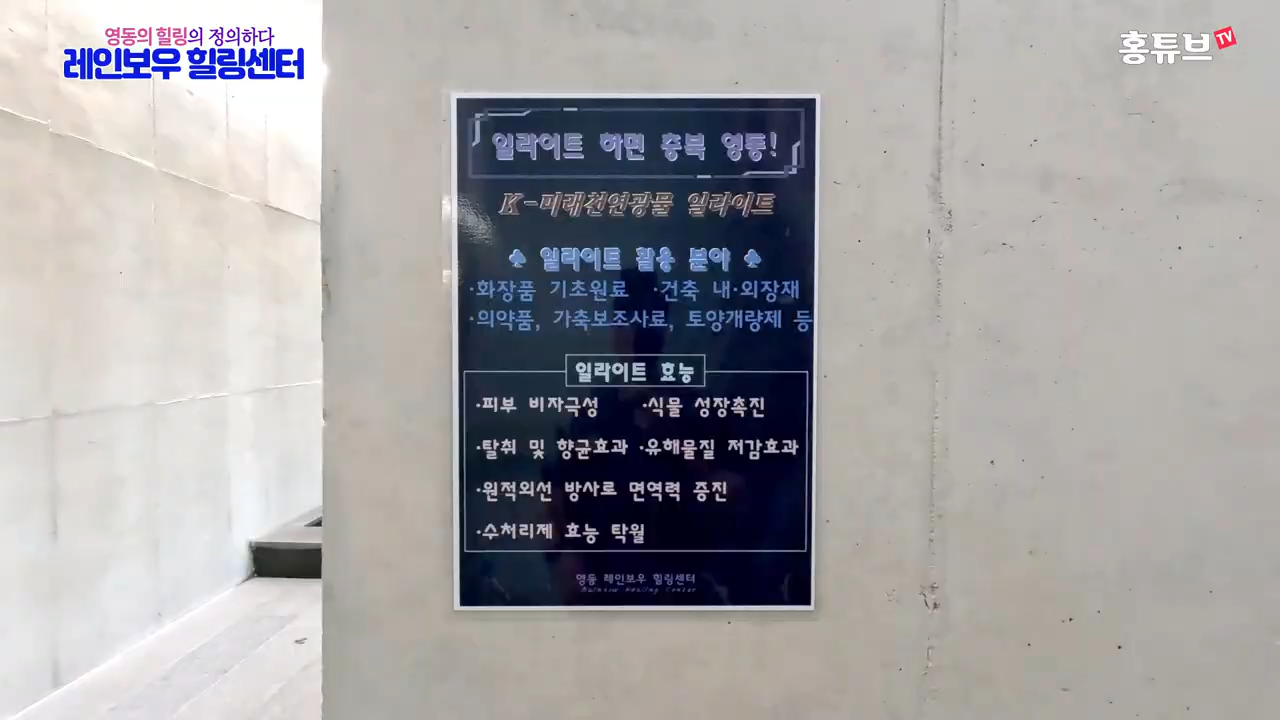 영동의 힐링의 정의하다
레인보우 힐링센터
홍튜브 TV
일라이트 하면 충북 영동!
K-미래천연광물 일라이트
♠ 일라이트 활용 분야 ♠
·화장품 기초원료 ·건축 내·외장재
·의약품, 가축보조사료, 토양개량제 등
일라이트 효능
·피부 비자극성 ·식물 성장촉진
·탈취 및 향균효과 ·유해물질 저감효과
·원적외선 방사로 면역력 증진
·수처리제 효능 탁월
영동 레인보우 힐링센터
Rainbow Healing Center